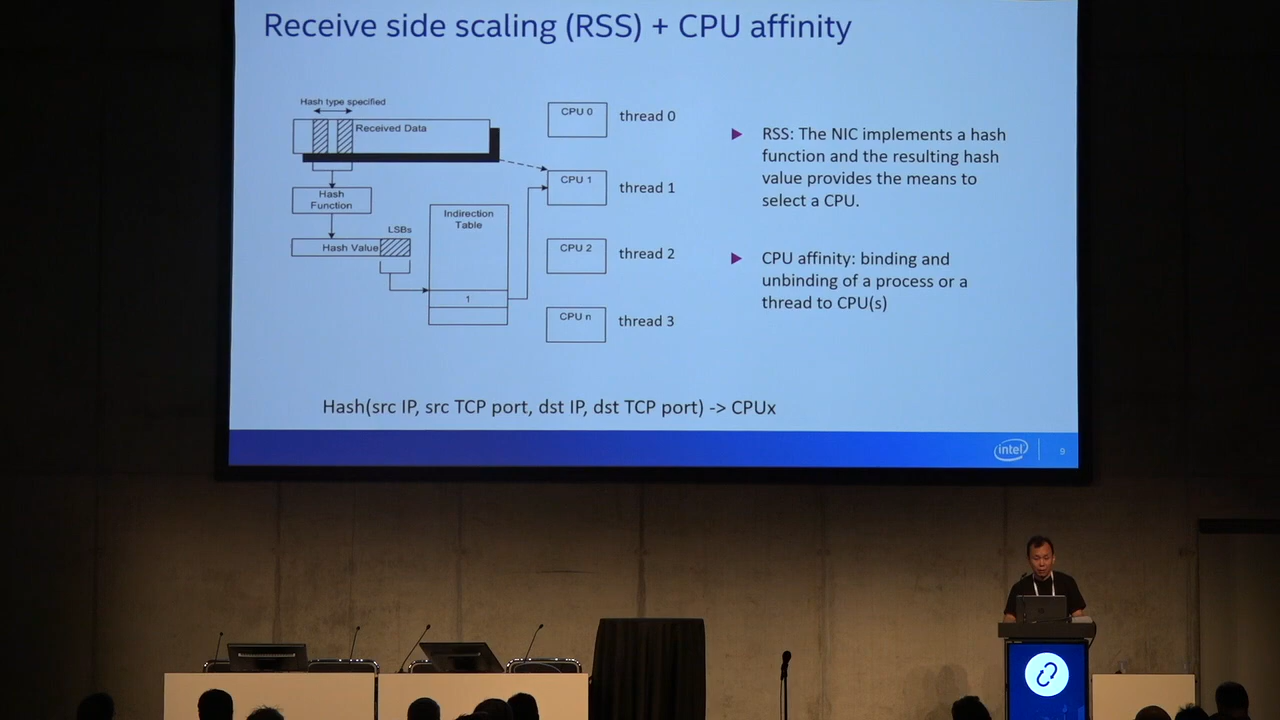 Receive side scaling (RSS) + CPU affinity
Hash type specified
Received Data
Hash
Function
LSBs
Hash Value
Indirection
Table
1
CPU 0
thread 0
CPU 1
thread 1
CPU 2
thread 2
CPU n
thread 3
RSS: The NIC implements a hash
function and the resulting hash
value provides the means to
select a CPU.
CPU affinity: binding and
unbinding of a process or a
thread to CPU(s)
Hash(src IP, src TCP port, dst IP, dst TCP port) -> CPUx
intel
9